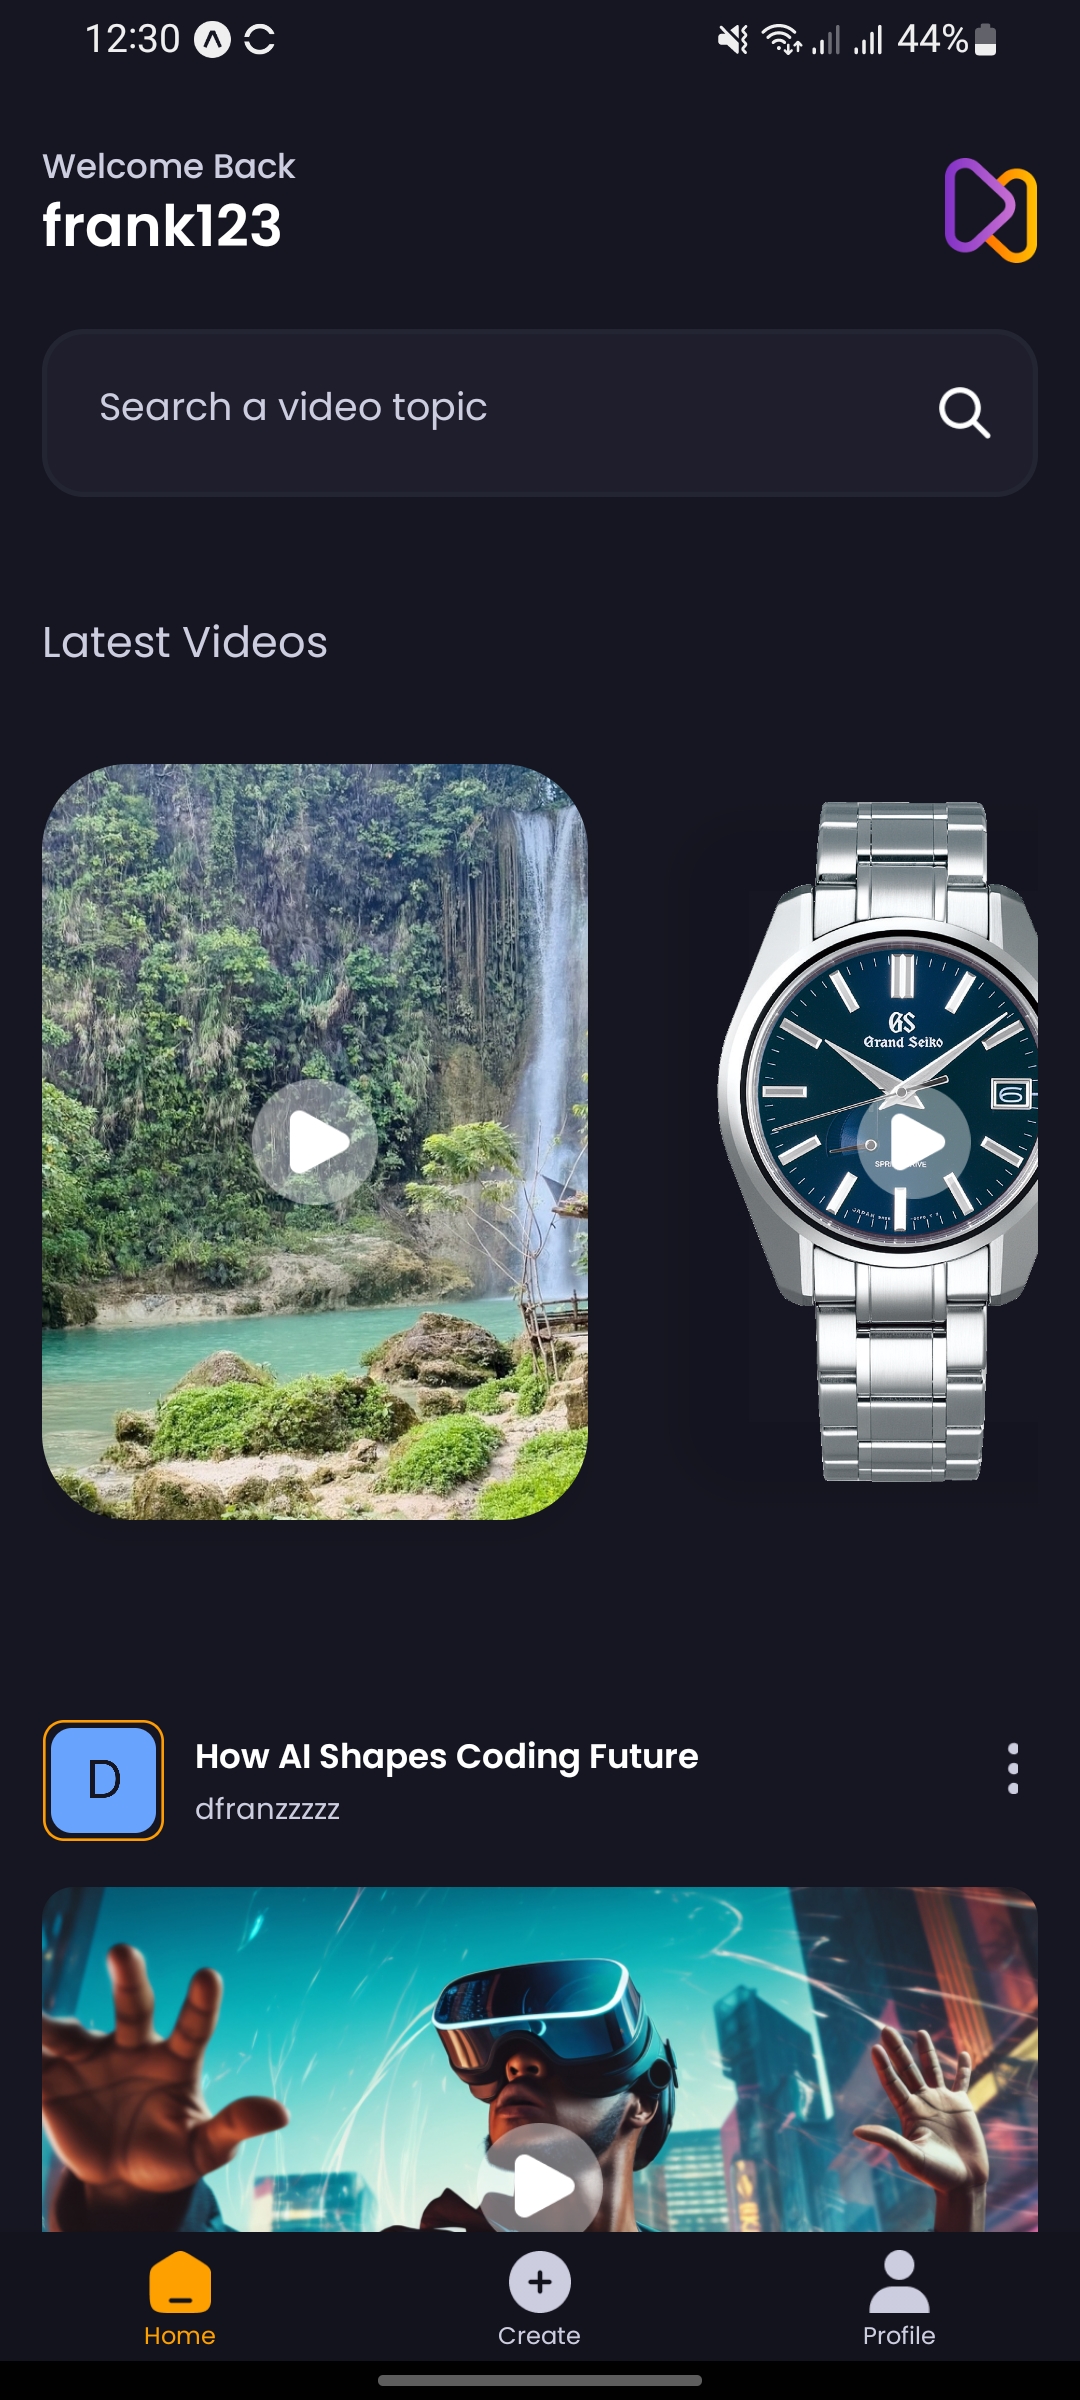 12:30
44%
Welcome Back
frank123
Search a video topic
Latest Videos
GS
Grand Seiko
6
How AI Shapes Coding Future
D
dfranzzzzz
Home
Create
Profile